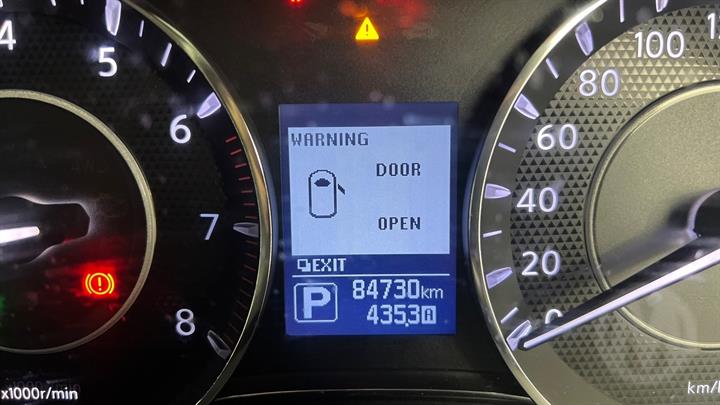 4
5
6
7
8
x1000r/min
WARNING
DOOR
OPEN
EXIT
P
84730km
435.3 A
100
80
60
40
20
0